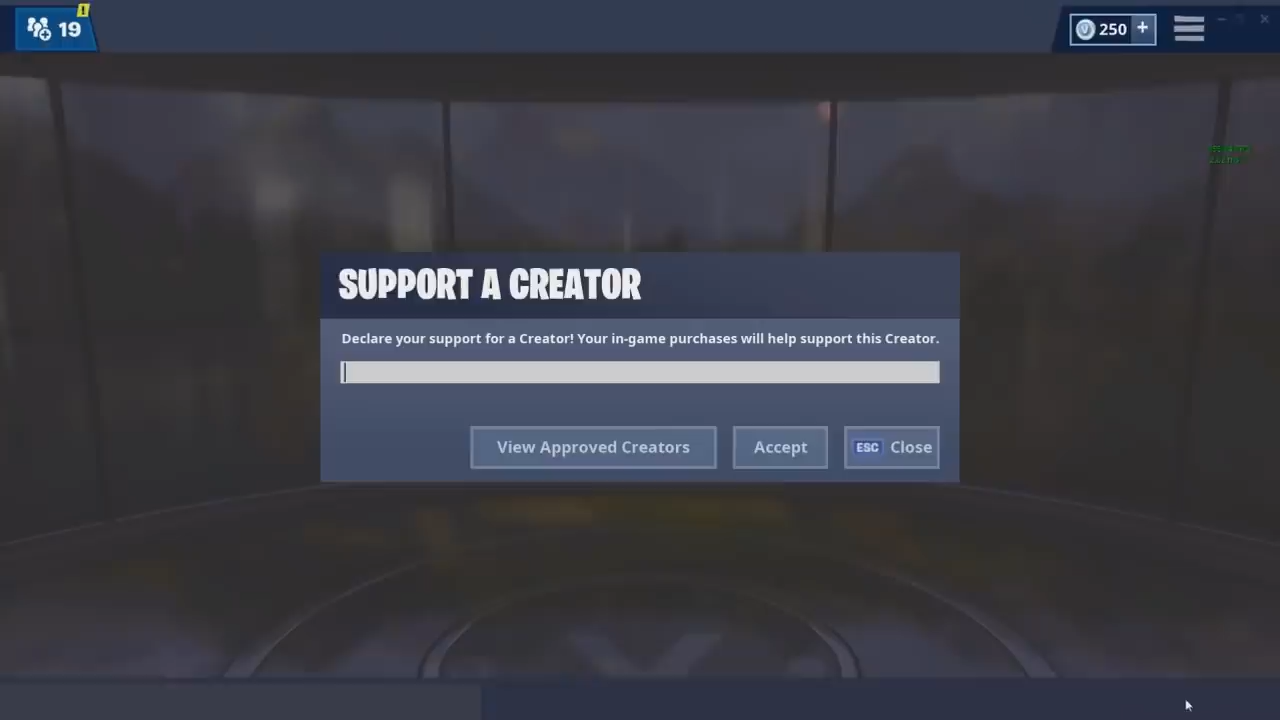 19
!
250 +
SUPPORT A CREATOR
Declare your support for a Creator! Your in-game purchases will help support this Creator.
View Approved Creators
Accept
ESC Close